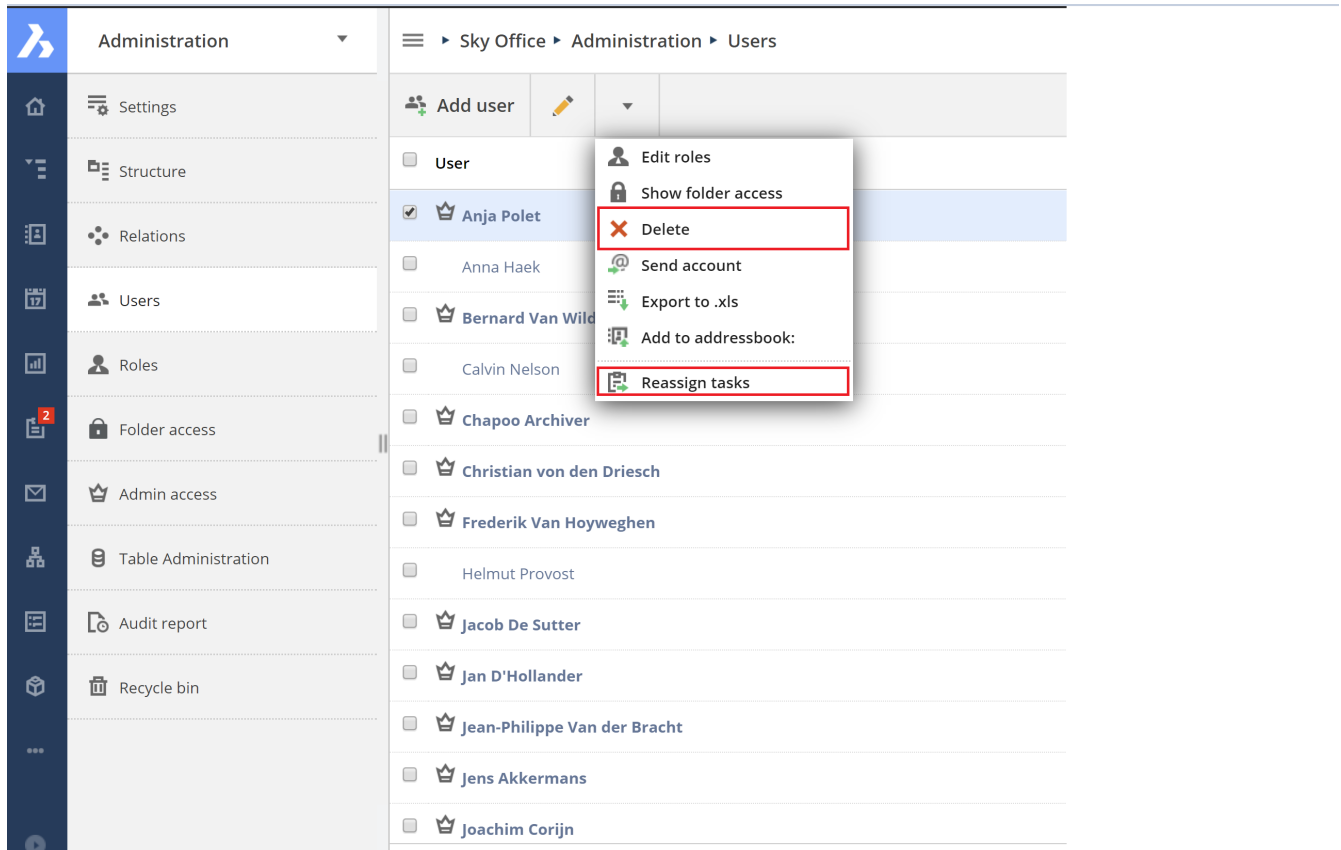 Administration
Sky Office Administration Users
Settings
Structure
Relations
17
Users
Roles
2
Folder access
Admin access
Table Administration
Audit report
Recycle bin
Add user
User
Anja Polet
Anna Haek
Bernard Van Wild
Calvin Nelson
Chapoo Archiver
Christian von den Driesch
Frederik Van Hoyweghen
Helmut Provost
Jacob De Sutter
Jan D'Hollander
Jean-Philippe Van der Bracht
Jens Akkermans
Joachim Corijn
Edit roles
Show folder access
Delete
Send account
Export to .xls
Add to addressbook:
Reassign tasks